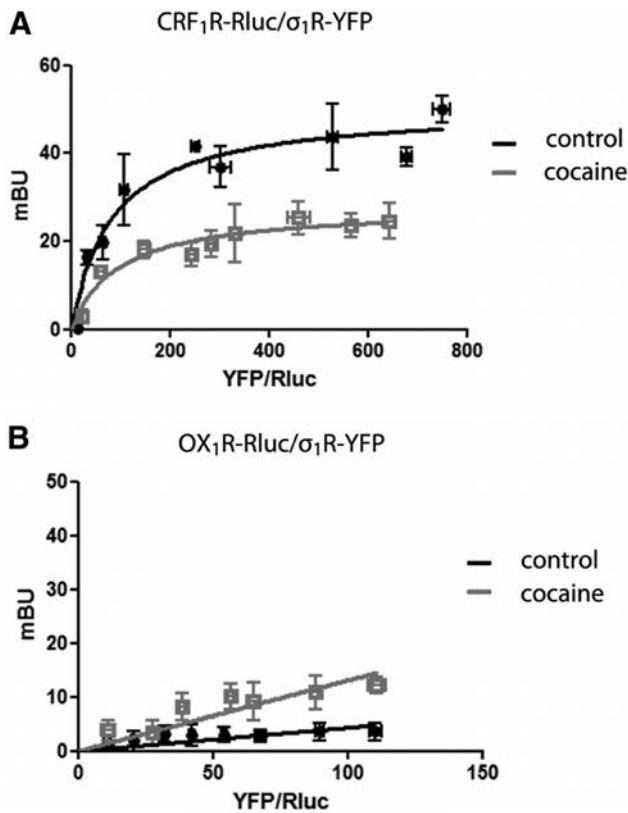 A
CRF₁R-Rluc/σ₁R-YFP
60
40
20
0
mBU
0 200 400 600 800
YFP/Rluc
control
cocaine
B
OX₁R-Rluc/σ₁R-YFP
50
40
30
20
10
0
mBU
0 50 100 150
YFP/Rluc
control
cocaine